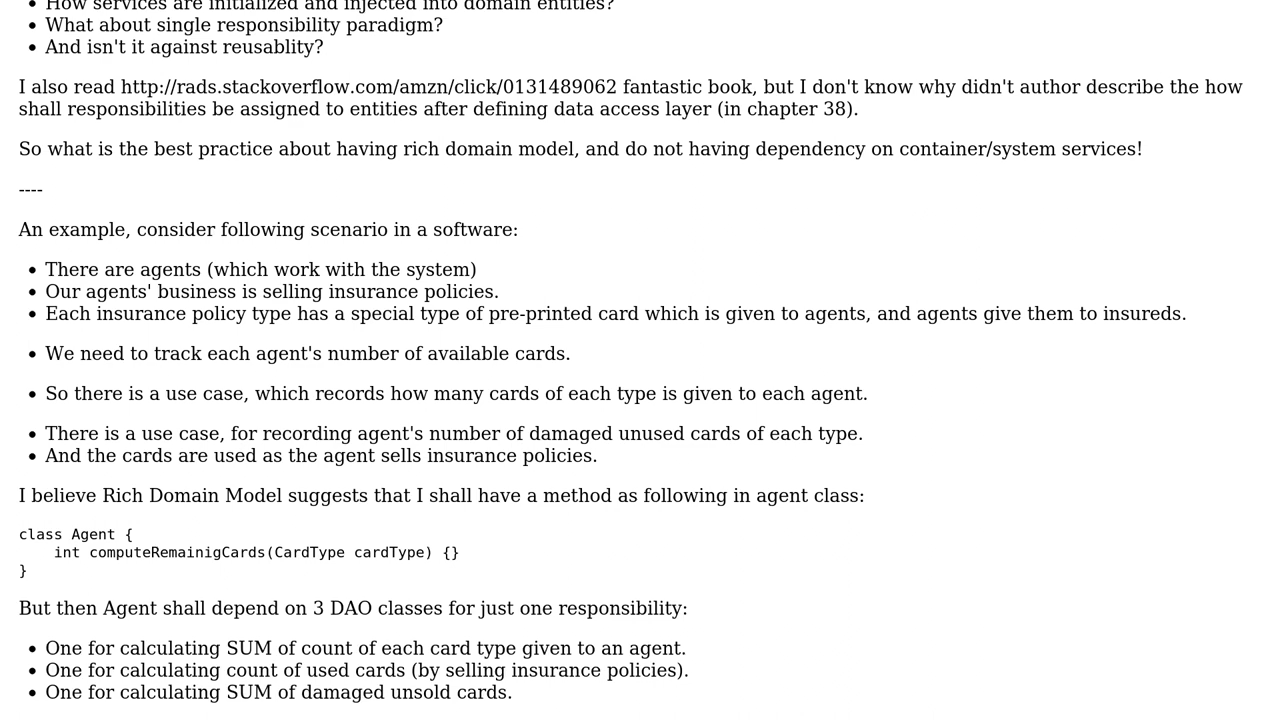 How services are initialized and injected into domain entities?
What about single responsibility paradigm?
And isn't it against reusablity?
I also read http://rads.stackoverflow.com/amzn/click/0131489062 fantastic book, but I don't know why didn't author describe the how
shall responsibilities be assigned to entities after defining data access layer (in chapter 38).
So what is the best practice about having rich domain model, and do not having dependency on container/system services!
----
An example, consider following scenario in a software:
There are agents (which work with the system)
Our agents' business is selling insurance policies.
Each insurance policy type has a special type of pre-printed card which is given to agents, and agents give them to insureds.
We need to track each agent's number of available cards.
So there is a use case, which records how many cards of each type is given to each agent.
There is a use case, for recording agent's number of damaged unused cards of each type.
And the cards are used as the agent sells insurance policies.
I believe Rich Domain Model suggests that I shall have a method as following in agent class:
class Agent {
    int computeRemainigCards(CardType cardType) {}
}
But then Agent shall depend on 3 DAO classes for just one responsibility:
One for calculating SUM of count of each card type given to an agent.
One for calculating count of used cards (by selling insurance policies).
One for calculating SUM of damaged unsold cards.